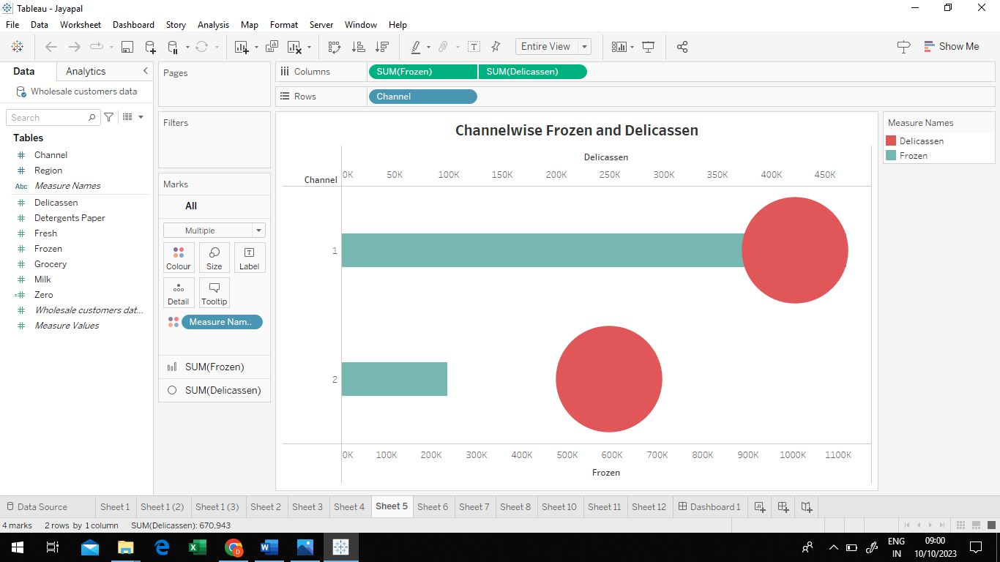 Tableau - Jayapal
File Data Worksheet Dashboard Story Analysis Map Format Server Window Help
Entire View
Show Me
Data
Analytics
Wholesale customers data
Search
Tables
Channel
Region
Abc Measure Names
Delicassen
Detergents Paper
Fresh
Frozen
Grocery
Milk
Zero
Wholesale customers dat...
Measure Values
Pages
Filters
Marks
All
Multiple
Colour Size Label
Detail Tooltip
Measure Nam..
SUM(Frozen)
SUM(Delicassen)
Columns SUM(Frozen) SUM(Delicassen)
Rows Channel
Channelwise Frozen and Delicassen
Delicassen
Channel 0K 50K 100K 150K 200K 250K 300K 350K 400K 450K
1
2
0K 100K 200K 300K 400K 500K 600K 700K 800K 900K 1000K 1100K
Frozen
Measure Names
Delicassen
Frozen
Data Source Sheet 1 Sheet 1 (2) Sheet 1 (3) Sheet 2 Sheet 3 Sheet 4 Sheet 5 Sheet 6 Sheet 7 Sheet 8 Sheet 10 Sheet 11 Sheet 12 Dashboard 1
4 marks 2 rows by 1 column SUM(Delicassen): 670,943
ENG
IN
09:00
10/10/2023